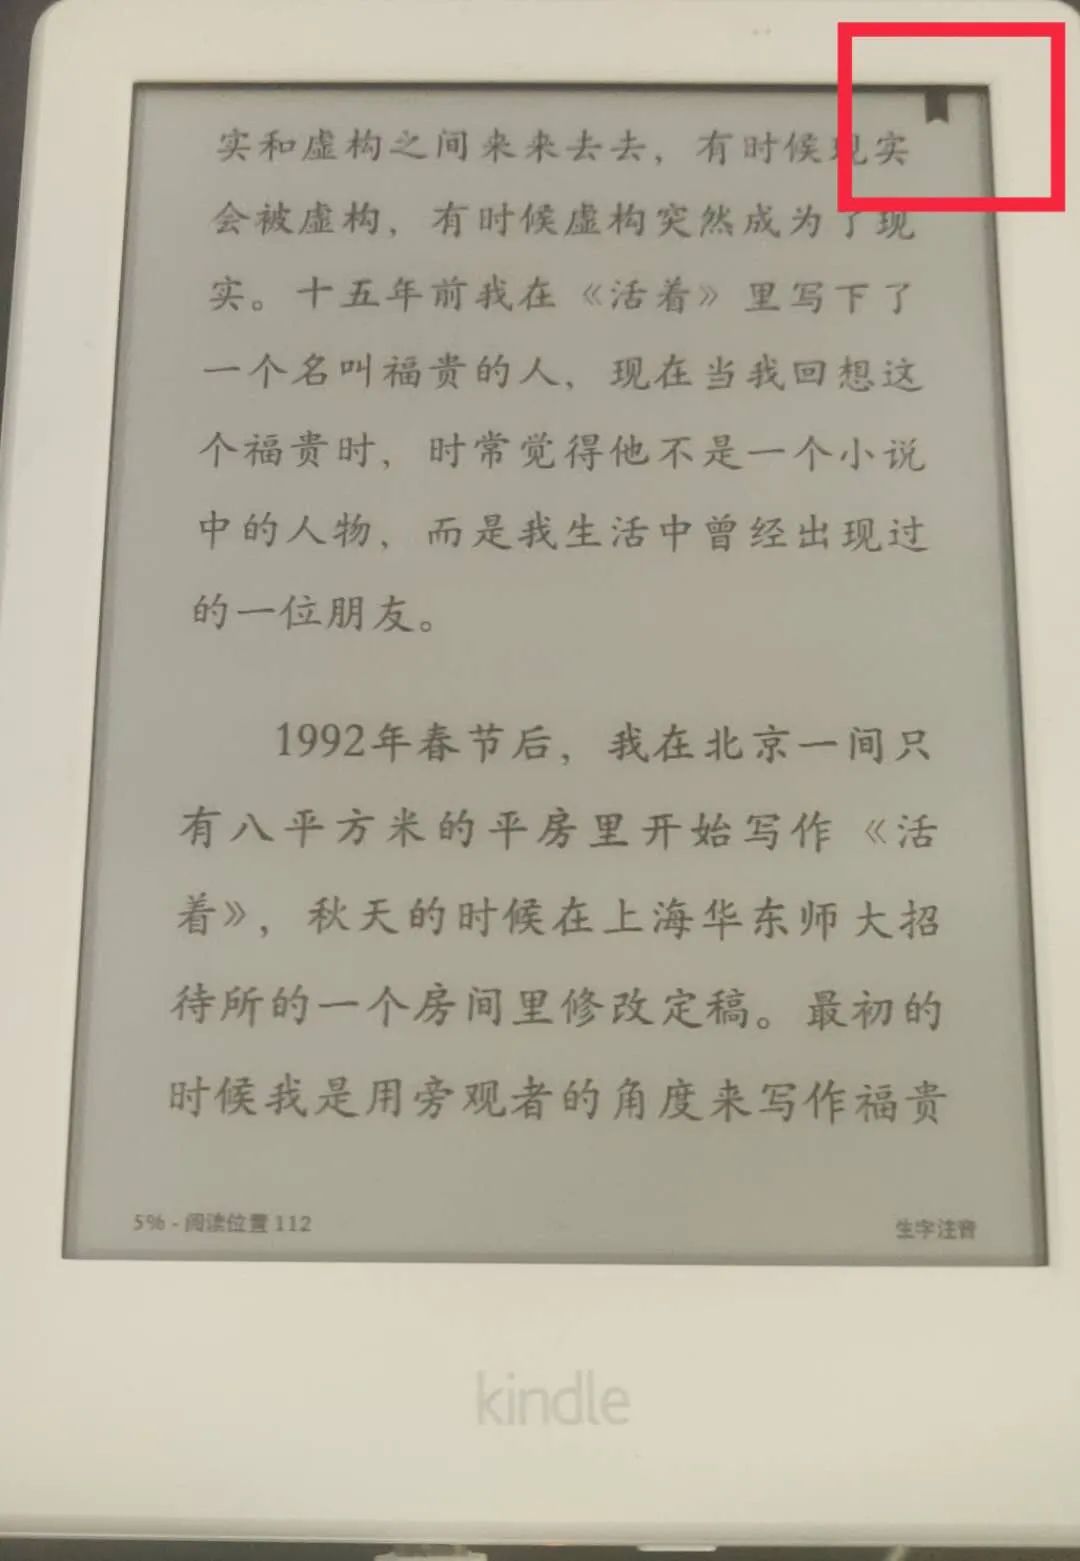 实和虚构之间来来去去，有时候现实
会被虚构，有时候虚构突然成为了现
实。十五年前我在《活着》里写下了
一个名叫福贵的人，现在当我回想这
个福贵时，时常觉得他不是一个小说
中的人物，而是我生活中曾经出现过
的一位朋友。
1992年春节后，我在北京一间只
有八平方米的平房里开始写作《活
着》，秋天的时候在上海华东师大招
待所的一个房间里修改定稿。最初的
时候我是用旁观者的角度来写作福贵
5% - 阅读位置 112
生字注音
kindle